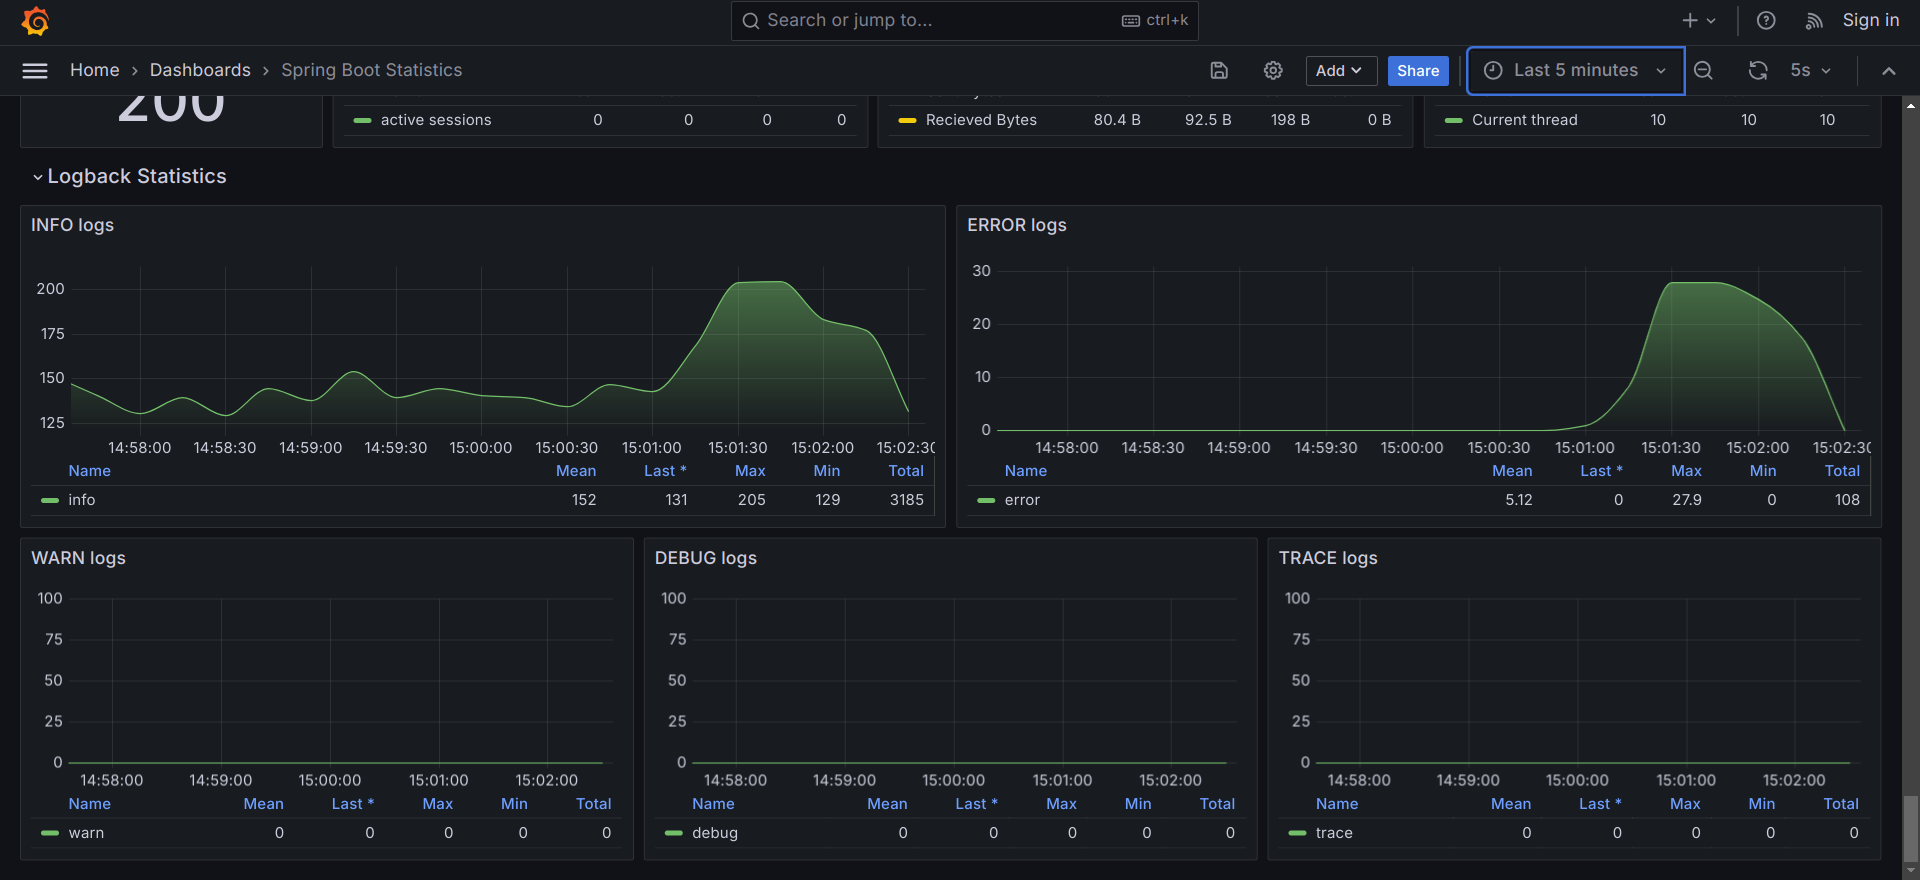 Search or jump to... ctrl+k Sign in
Home › Dashboards › Spring Boot Statistics Add Share Last 5 minutes 5s
200
active sessions 0 0 0 0
Recieved Bytes 80.4 B 92.5 B 198 B 0 B
Current thread 10 10 10
Logback Statistics
INFO logs
200
175
150
125
14:58:00 14:58:30 14:59:00 14:59:30 15:00:00 15:00:30 15:01:00 15:01:30 15:02:00 15:02:30
Name Mean Last * Max Min Total
info 152 131 205 129 3185
ERROR logs
30
20
10
0
14:58:00 14:58:30 14:59:00 14:59:30 15:00:00 15:00:30 15:01:00 15:01:30 15:02:00 15:02:30
Name Mean Last * Max Min Total
error 5.12 0 27.9 0 108
WARN logs
100
75
50
25
0
14:58:00 14:59:00 15:00:00 15:01:00 15:02:00
Name Mean Last * Max Min Total
warn 0 0 0 0 0
DEBUG logs
100
75
50
25
0
14:58:00 14:59:00 15:00:00 15:01:00 15:02:00
Name Mean Last * Max Min Total
debug 0 0 0 0 0
TRACE logs
100
75
50
25
0
14:58:00 14:59:00 15:00:00 15:01:00 15:02:00
Name Mean Last * Max Min Total
trace 0 0 0 0 0